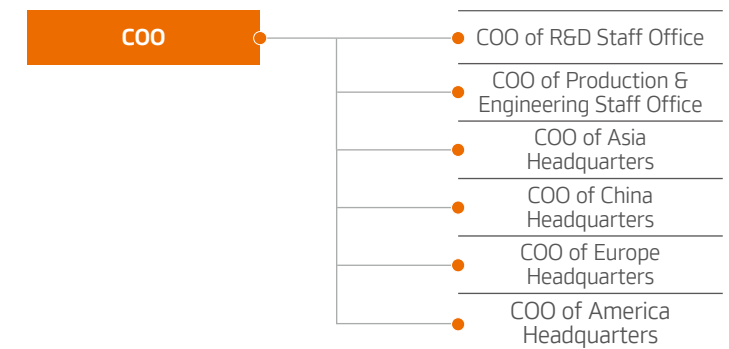 COO
COO of R&D Staff Office
COO of Production &
Engineering Staff Office
COO of Asia
Headquarters
COO of China
Headquarters
COO of Europe
Headquarters
COO of America
Headquarters